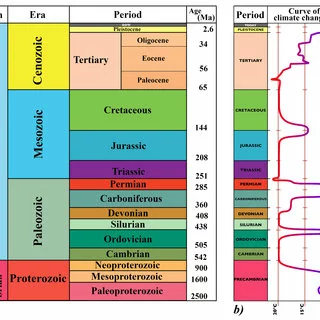 n
Era
Period
Age
(Ma)
Pleistocene
2.6
Cenozoic
Tertiary
Oligocene
34
Eocene
56
Paleocene
65
Mesozoic
Cretaceous
144
Jurassic
208
Triassic
251
Paleozoic
Permian
285
Carboniferous
360
Devonian
408
Silurian
438
Ordovician
505
Cambrian
542
Proterozoic
Neoproterozoic
900
Mesoproterozoic
1600
Paleoproterozoic
2500
Period
Curve of
climate chang
PLEISTOCENE
TERTIARY
CRETACEOUS
JURASSIC
TRIASSIC
PERMIAN
CARBONIFEROUS
DEVONIAN
SILURIAN
ORDOVICIAN
CAMBRIAN
PRECAMBRIAN
b)